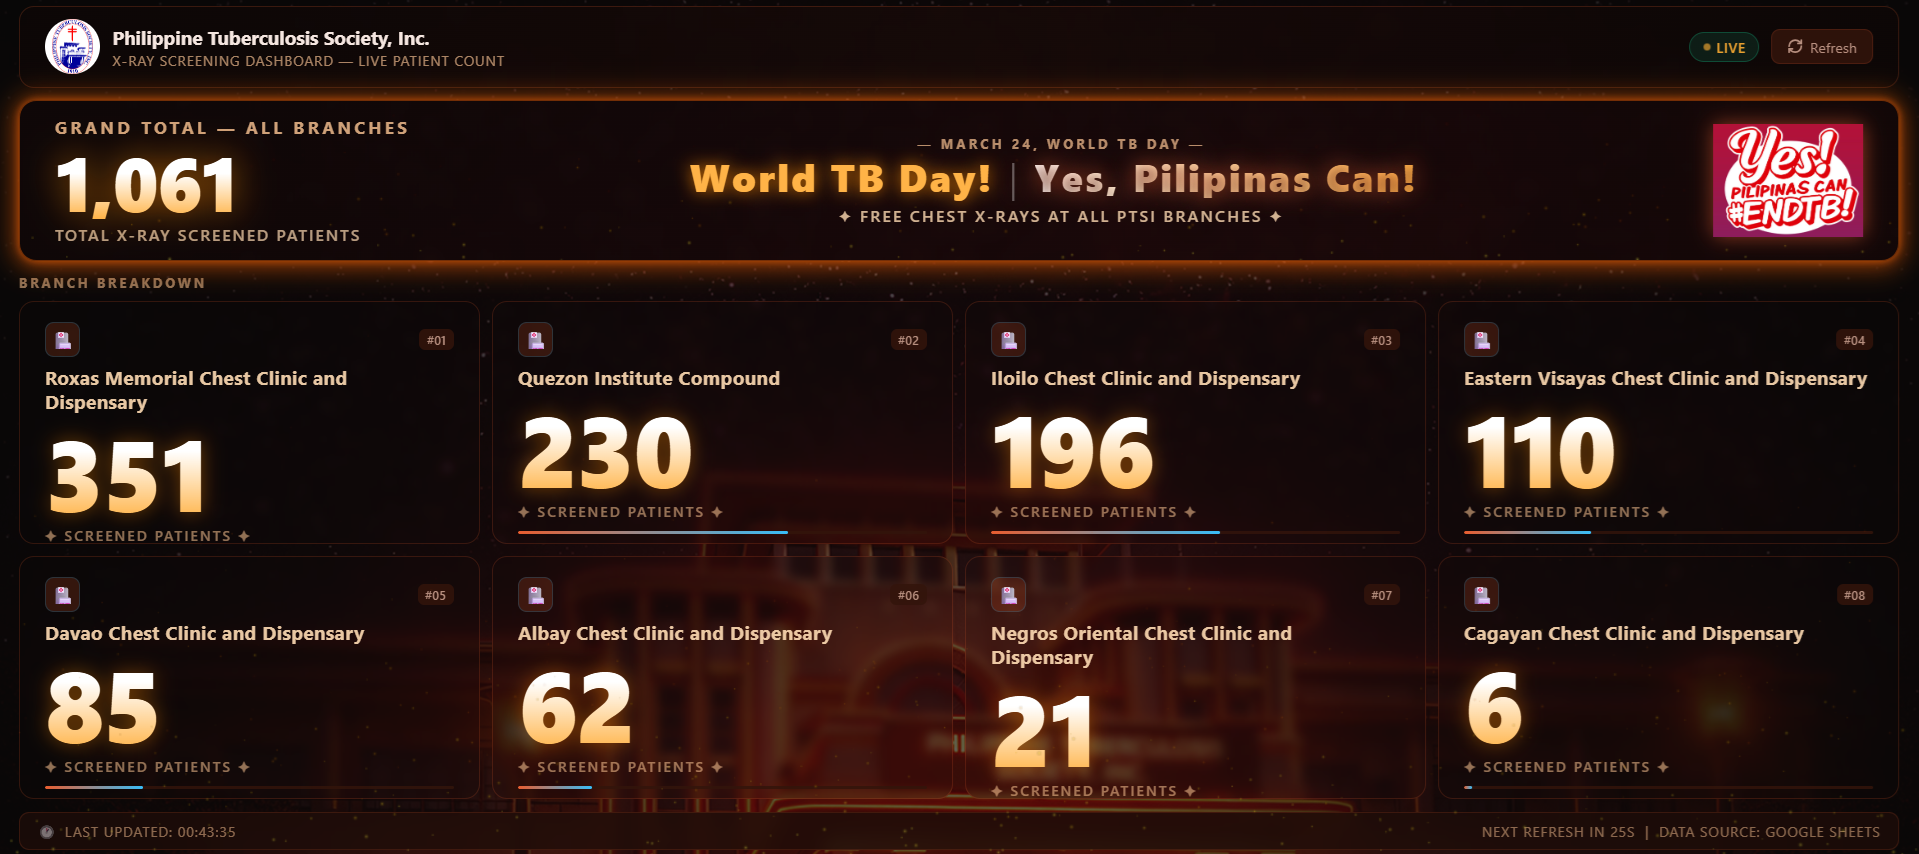 Philippine Tuberculosis Society, Inc.
X-RAY SCREENING DASHBOARD — LIVE PATIENT COUNT
LIVE
Refresh
GRAND TOTAL — ALL BRANCHES
1,061
TOTAL X-RAY SCREENED PATIENTS
— MARCH 24, WORLD TB DAY —
World TB Day! | Yes, Pilipinas Can!
✦ FREE CHEST X-RAYS AT ALL PTSI BRANCHES ✦
Yes!
PILIPINAS CAN
#ENDTB!
BRANCH BREAKDOWN
#01
Roxas Memorial Chest Clinic and
Dispensary
351
✦ SCREENED PATIENTS ✦
#02
Quezon Institute Compound
230
✦ SCREENED PATIENTS ✦
#03
Iloilo Chest Clinic and Dispensary
196
✦ SCREENED PATIENTS ✦
#04
Eastern Visayas Chest Clinic and Dispensary
110
✦ SCREENED PATIENTS ✦
#05
Davao Chest Clinic and Dispensary
85
✦ SCREENED PATIENTS ✦
#06
Albay Chest Clinic and Dispensary
62
✦ SCREENED PATIENTS ✦
#07
Negros Oriental Chest Clinic and
Dispensary
21
✦ SCREENED PATIENTS ✦
#08
Cagayan Chest Clinic and Dispensary
6
✦ SCREENED PATIENTS ✦
LAST UPDATED: 00:43:35
NEXT REFRESH IN 25S | DATA SOURCE: GOOGLE SHEETS